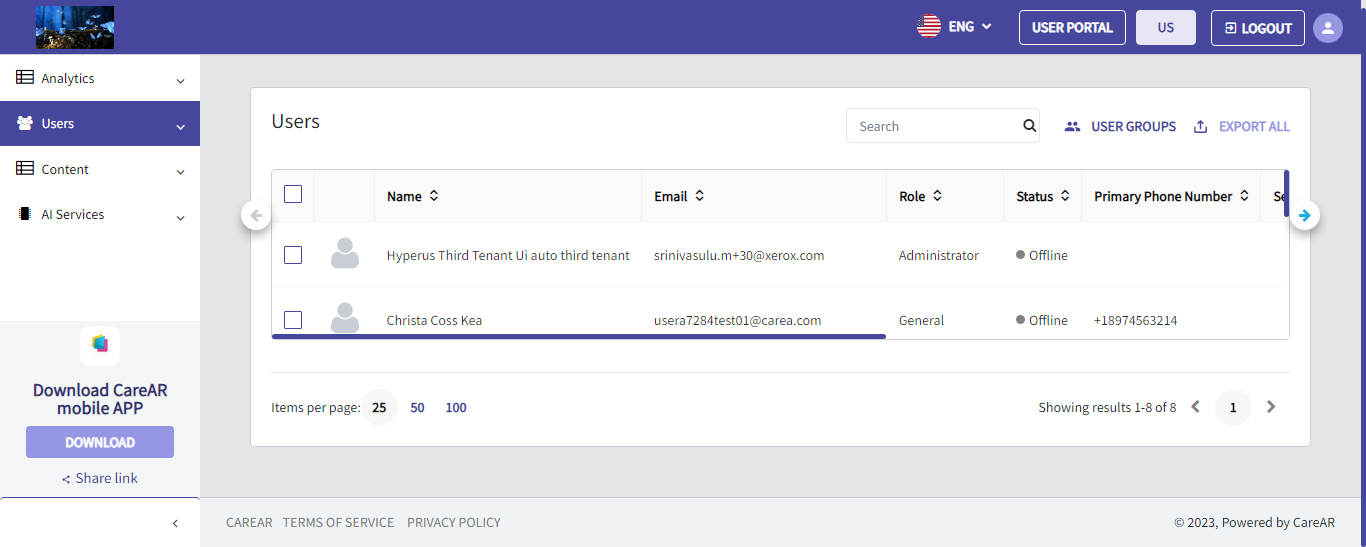 ENG
USER PORTAL
US
LOGOUT
Analytics
Users
Content
AI Services
Download CareAR
mobile APP
DOWNLOAD
Share link
Users
Search
USER GROUPS
EXPORT ALL
Name Email Role Status Primary Phone Number Se
Hyperus Third Tenant Ui auto third tenant srinivasulu.m+30@xerox.com Administrator Offline
Christa Coss Kea usera7284test01@carea.com General Offline +18974563214
Items per page: 25 50 100
Showing results 1-8 of 8 1
CAREAR TERMS OF SERVICE PRIVACY POLICY
© 2023, Powered by CareAR